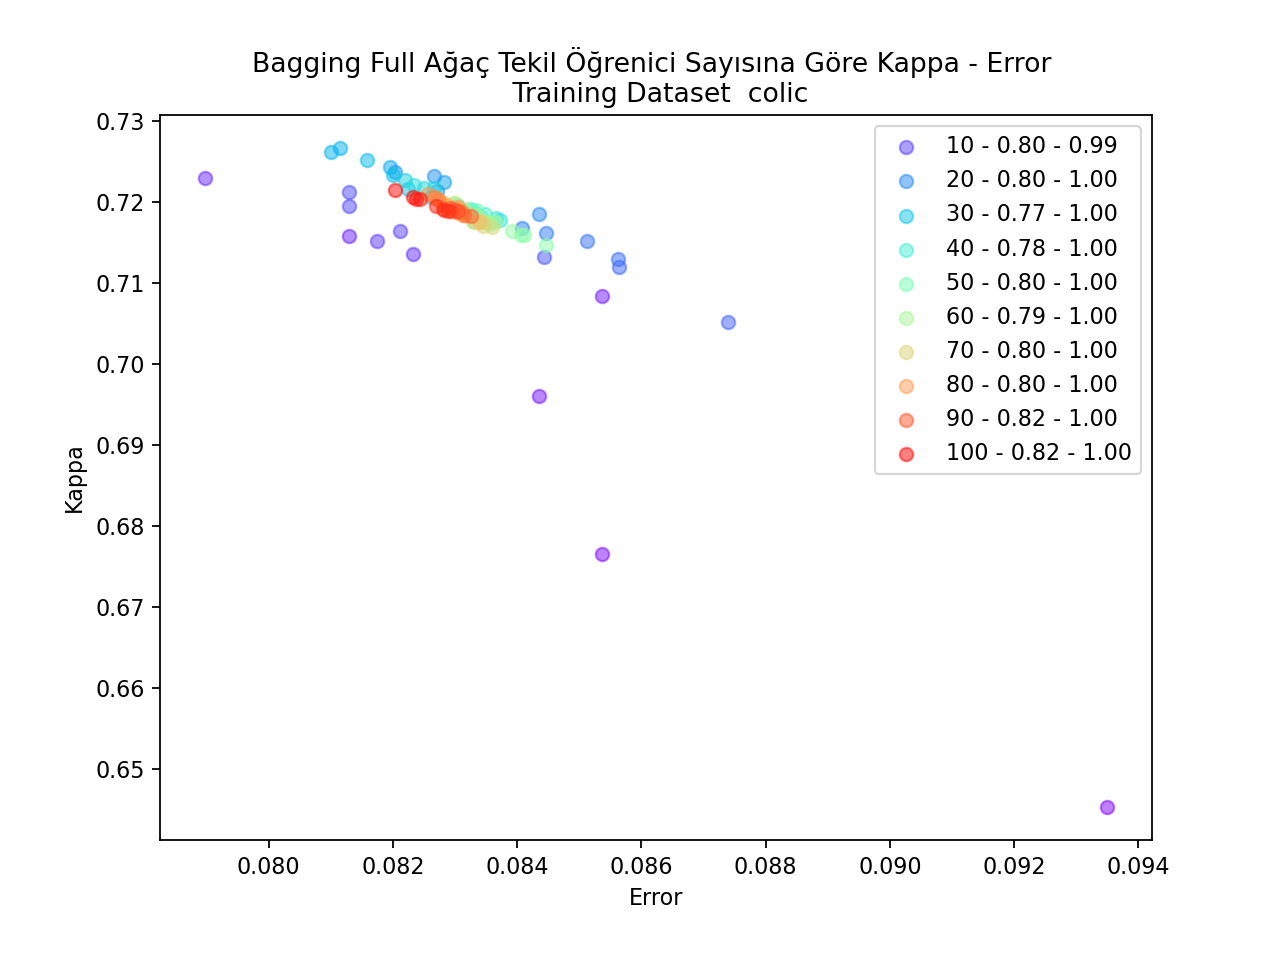 Bagging Full Ağaç Tekil Öğrenici Sayısına Göre Kappa - Error
Training Dataset  colic
0.73
0.72
0.71
0.70
0.69
0.68
0.67
0.66
0.65
Kappa
10 - 0.80 - 0.99
20 - 0.80 - 1.00
30 - 0.77 - 1.00
40 - 0.78 - 1.00
50 - 0.80 - 1.00
60 - 0.79 - 1.00
70 - 0.80 - 1.00
80 - 0.80 - 1.00
90 - 0.82 - 1.00
100 - 0.82 - 1.00
0.080 0.082 0.084 0.086 0.088 0.090 0.092 0.094
Error